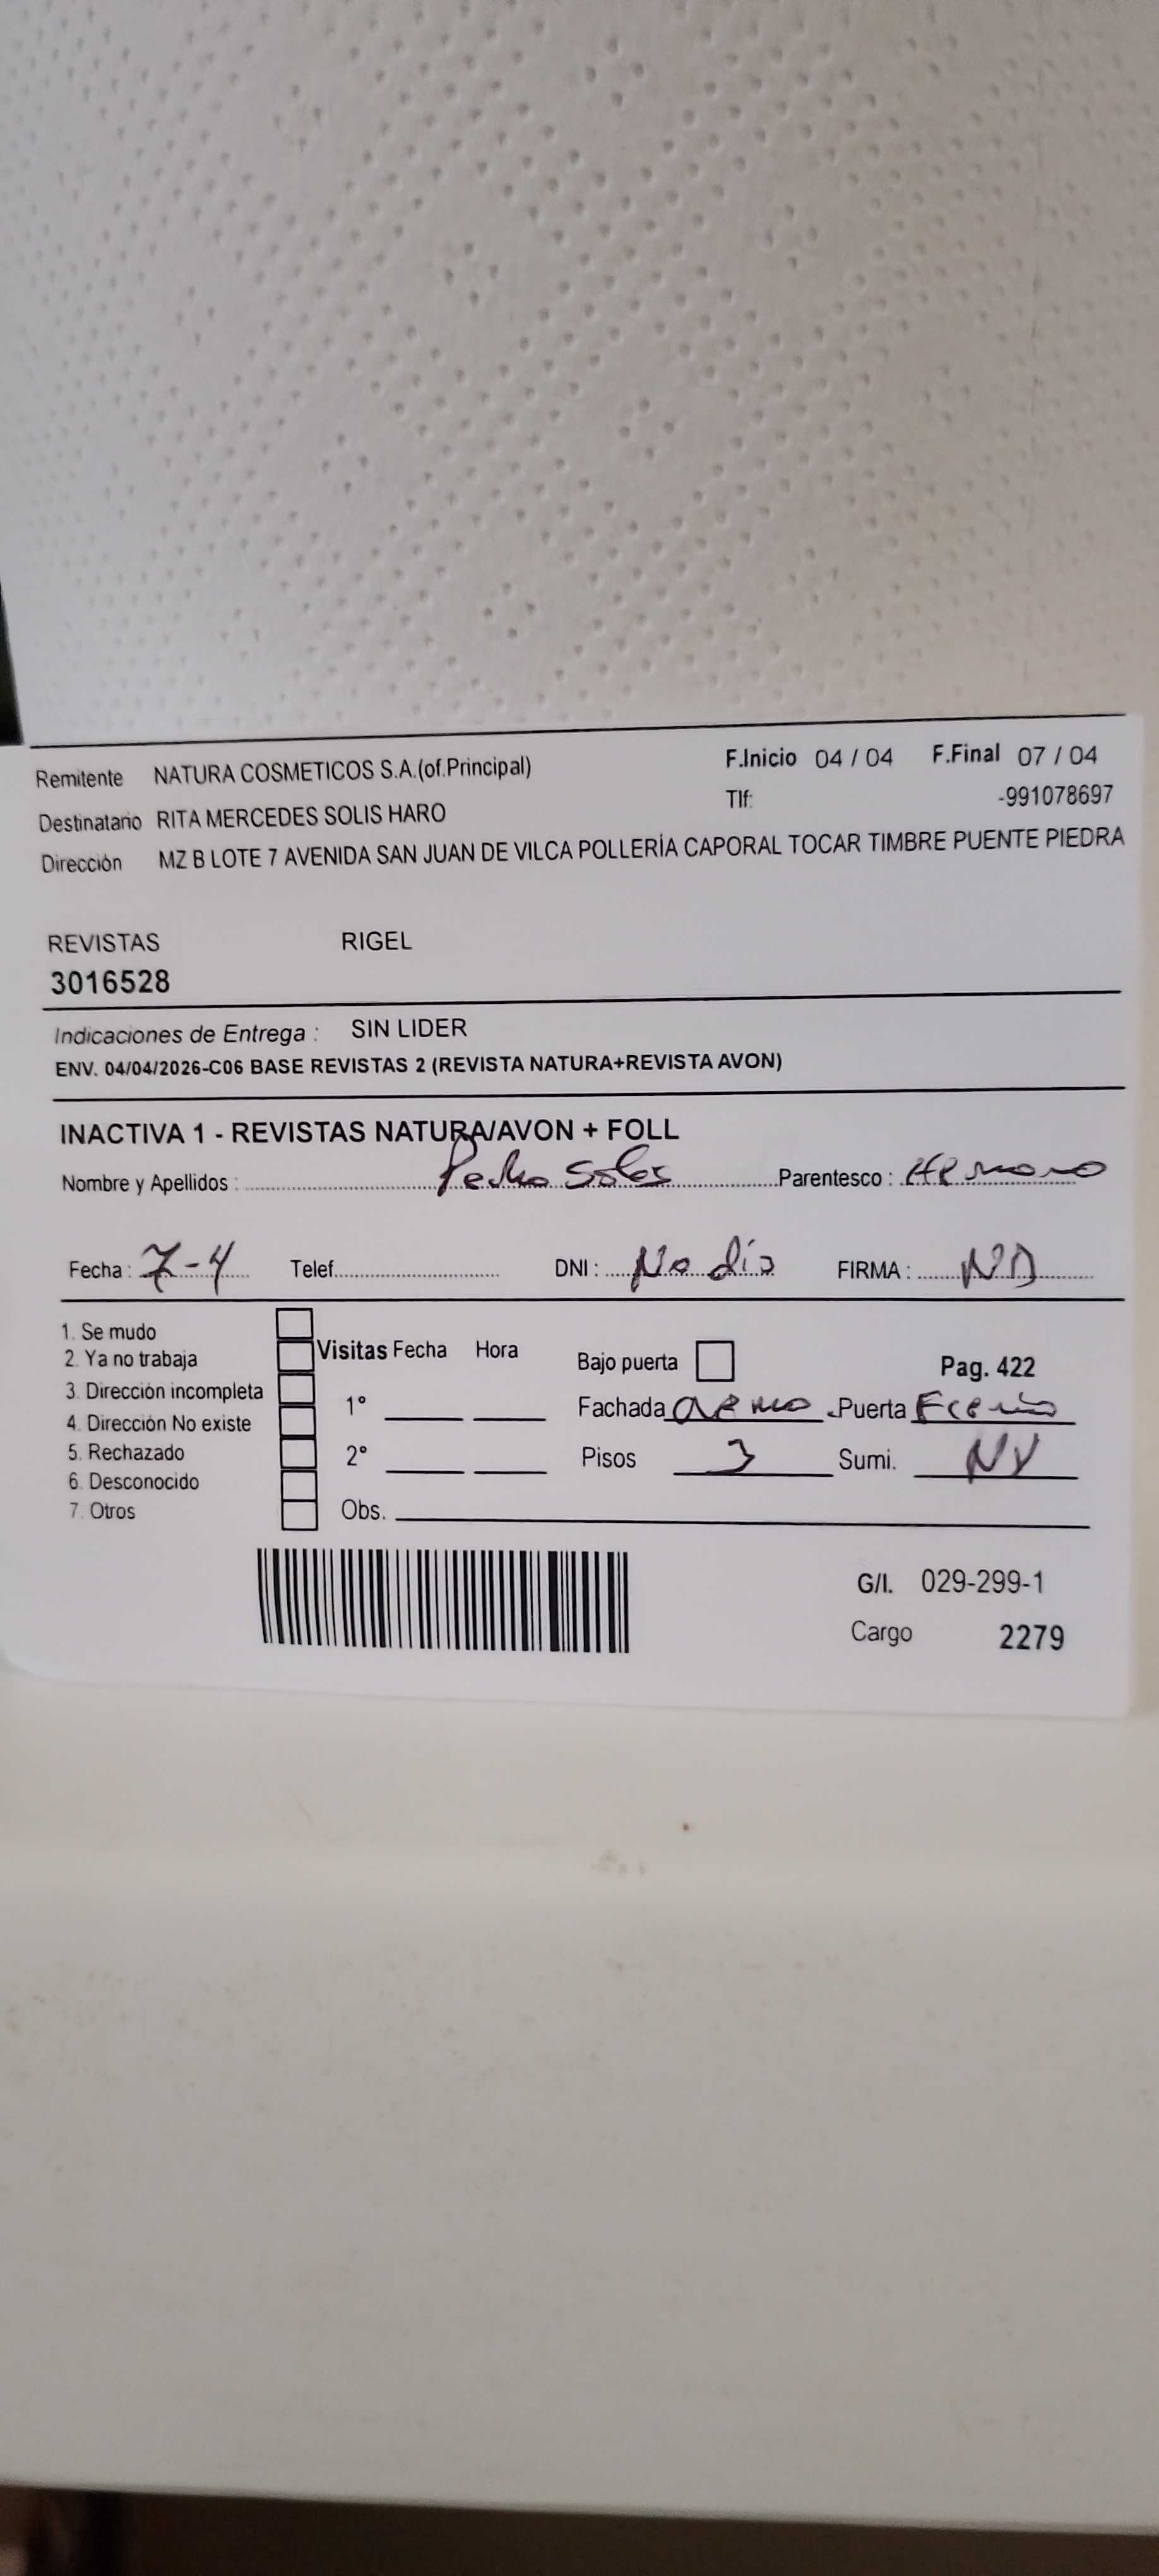 Remitente NATURA COSMETICOS S.A.(of.Principal) F.Inicio 04 / 04 F.Final 07 / 04
Destinatario RITA MERCEDES SOLIS HARO Tlf: -991078697
Dirección MZ B LOTE 7 AVENIDA SAN JUAN DE VILCA POLLERÍA CAPORAL TOCAR TIMBRE PUENTE PIEDRA
REVISTAS RIGEL
3016528
Indicaciones de Entrega : SIN LIDER
ENV. 04/04/2026-C06 BASE REVISTAS 2 (REVISTA NATURA+REVISTA AVON)
INACTIVA 1 - REVISTAS NATURA/AVON + FOLL
Nombre y Apellidos : Pedro Parentesco : Hermano
Fecha : 7-4 Telef. DNI : No dio FIRMA : ND
1. Se mudo
2. Ya no trabaja Visitas Fecha Hora Bajo puerta Pag. 422
3. Dirección incompleta 1° Fachada Puerta
4. Dirección No existe
5. Rechazado 2° Pisos 3 Sumi. NV
6. Desconocido
7. Otros Obs.
G/I. 029-299-1
Cargo 2279